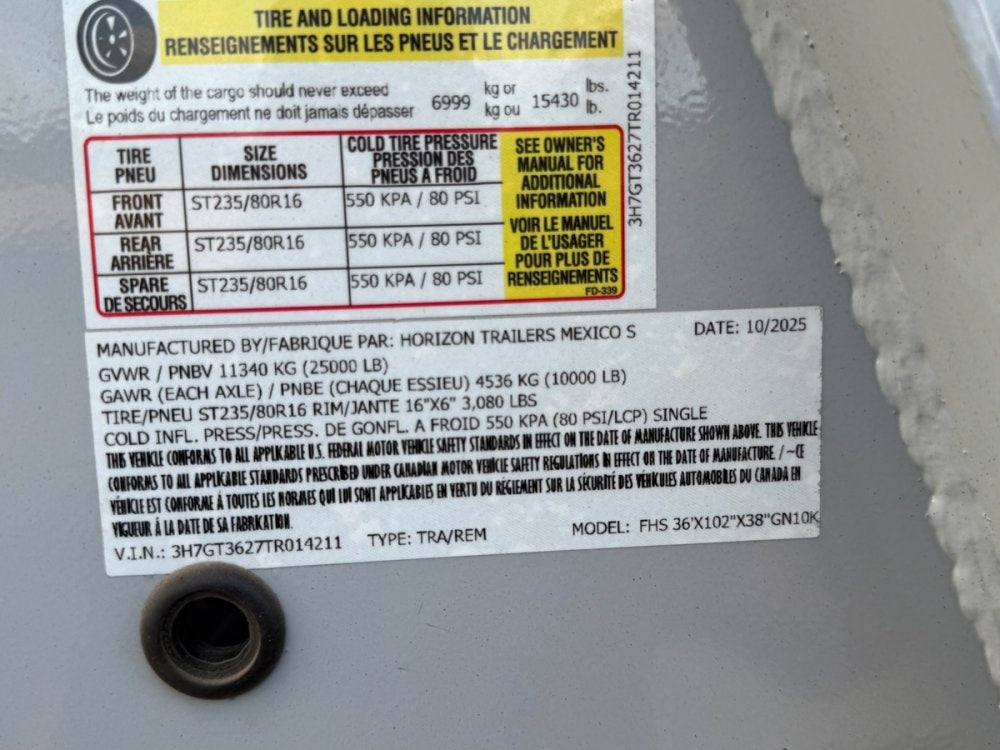 TIRE AND LOADING INFORMATION
RENSEIGNEMENTS SUR LES PNEUS ET LE CHARGEMENT
The weight of the cargo should never exceed
Le poids du chargement ne doit jamais dépasser
6999
kg or
kg ou
15430
lbs.
lb.
TIRE
PNEU
SIZE
DIMENSIONS
COLD TIRE PRESSURE
PRESSION DES
PNEUS A FROID
FRONT
AVANT
ST235/80R16
550 KPA / 80 PSI
REAR
ARRIÈRE
ST235/80R16
550 KPA / 80 PSI
SPARE
DE SECOURS
ST235/80R16
550 KPA / 80 PSI
SEE OWNER'S
MANUAL FOR
ADDITIONAL
INFORMATION
VOIR LE MANUEL
DE L'USAGER
POUR PLUS DE
RENSEIGNEMENTS
FD-339
3H7GT3627TR014211
MANUFACTURED BY/FABRIQUE PAR: HORIZON TRAILERS MEXICO S DATE: 10/2025
GVWR / PNBV 11340 KG (25000 LB)
GAWR (EACH AXLE) / PNBE (CHAQUE ESSIEU) 4536 KG (10000 LB)
TIRE/PNEU ST235/80R16 RIM/JANTE 16"X6" 3,080 LBS
COLD INFL. PRESS/PRESS. DE GONFL. A FROID 550 KPA (80 PSI/LCP) SINGLE
THIS VEHICLE CONFORMS TO ALL APPLICABLE U.S. FEDERAL MOTOR VEHICLE SAFETY STANDARDS IN EFFECT ON THE DATE OF MANUFACTURE SHOWN ABOVE. THIS VEHICLE
CONFORMS TO ALL APPLICABLE STANDARDS PRESCRIBED UNDER CANADIAN MOTOR VEHICLE SAFETY REGULATIONS IN EFFECT ON THE DATE OF MANUFACTURE / ~CE
VÉHICLE EST CONFORME À TOUTES LES NORMES QUI LUI SONT APPLICABLES EN VERTU DU RÉGIEMENT SUR LA SÉCURITÉ DES VEHICULES AUTOMOBILES DU CANADA EN
VIGUEUR À LA DATE DE SA FABRIKATION.
V.I.N.: 3H7GT3627TR014211 TYPE: TRA/REM MODEL: FHS 36'X102"X38"GN10K